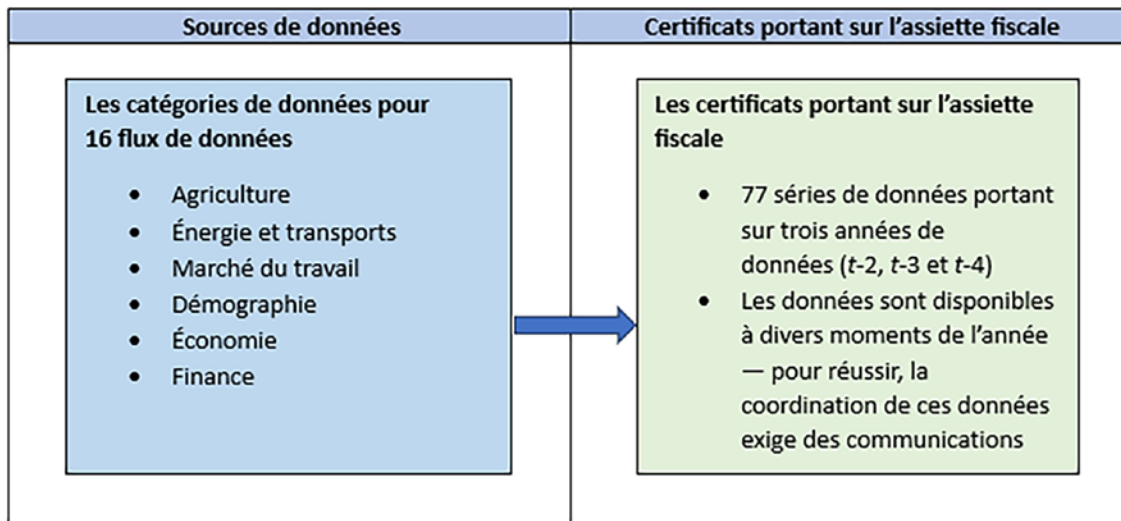 Sources de données
Certificats portant sur l’assiette fiscale
Les catégories de données pour
16 flux de données
• Agriculture
• Énergie et transports
• Marché du travail
• Démographie
• Économie
• Finance
Les certificats portant sur l’assiette
fiscale
• 77 séries de données portant
sur trois années de
données (t-2, t-3 et t-4)
• Les données sont disponibles
à divers moments de l’année
— pour réussir, la
coordination de ces données
exige des communications